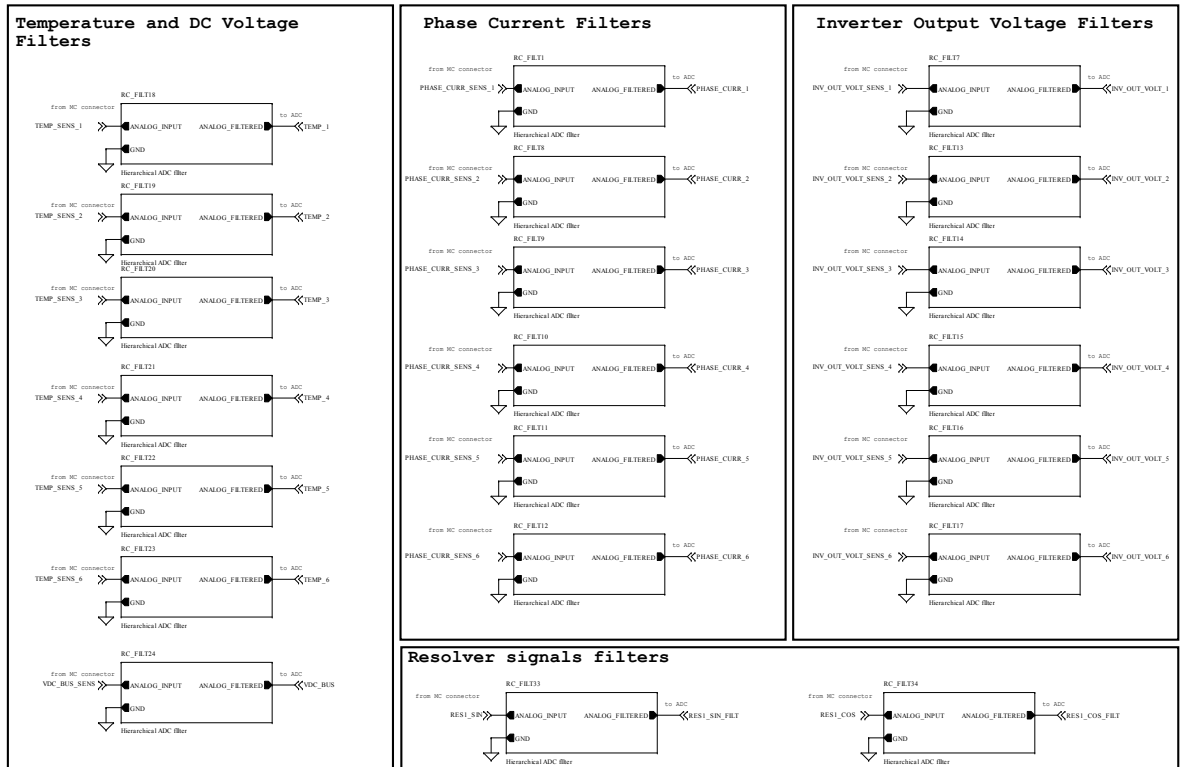 Temperature and DC Voltage
Filters
RC_FILT18
from MC connector
to ADC
TEMP_SENS_1
ANALOG_INPUT
ANALOG_FILTERED
TEMP_1
GND
Hierarchical ADC filter
RC_FILT19
from MC connector
to ADC
TEMP_SENS_2
ANALOG_INPUT
ANALOG_FILTERED
TEMP_2
GND
Hierarchical ADC filter
RC_FILT20
from MC connector
to ADC
TEMP_SENS_3
ANALOG_INPUT
ANALOG_FILTERED
TEMP_3
GND
Hierarchical ADC filter
RC_FILT21
from MC connector
to ADC
TEMP_SENS_4
ANALOG_INPUT
ANALOG_FILTERED
TEMP_4
GND
Hierarchical ADC filter
RC_FILT22
from MC connector
to ADC
TEMP_SENS_5
ANALOG_INPUT
ANALOG_FILTERED
TEMP_5
GND
Hierarchical ADC filter
RC_FILT23
from MC connector
to ADC
TEMP_SENS_6
ANALOG_INPUT
ANALOG_FILTERED
TEMP_6
GND
Hierarchical ADC filter
RC_FILT24
from MC connector
to ADC
VDC_BUS_SENS
ANALOG_INPUT
ANALOG_FILTERED
VDC_BUS
GND
Hierarchical ADC filter
Phase Current Filters
RC_FILT1
from MC connector
to ADC
PHASE_CURR_SENS_1
ANALOG_INPUT
ANALOG_FILTERED
PHASE_CURR_1
GND
Hierarchical ADC filter
RC_FILT8
from MC connector
to ADC
PHASE_CURR_SENS_2
ANALOG_INPUT
ANALOG_FILTERED
PHASE_CURR_2
GND
Hierarchical ADC filter
RC_FILT9
from MC connector
to ADC
PHASE_CURR_SENS_3
ANALOG_INPUT
ANALOG_FILTERED
PHASE_CURR_3
GND
Hierarchical ADC filter
RC_FILT10
from MC connector
to ADC
PHASE_CURR_SENS_4
ANALOG_INPUT
ANALOG_FILTERED
PHASE_CURR_4
GND
Hierarchical ADC filter
RC_FILT11
from MC connector
to ADC
PHASE_CURR_SENS_5
ANALOG_INPUT
ANALOG_FILTERED
PHASE_CURR_5
GND
Hierarchical ADC filter
RC_FILT12
from MC connector
to ADC
PHASE_CURR_SENS_6
ANALOG_INPUT
ANALOG_FILTERED
PHASE_CURR_6
GND
Hierarchical ADC filter
Inverter Output Voltage Filters
RC_FILT7
from MC connector
to ADC
INV_OUT_VOLT_SENS_1
ANALOG_INPUT
ANALOG_FILTERED
INV_OUT_VOLT_1
GND
Hierarchical ADC filter
RC_FILT13
from MC connector
to ADC
INV_OUT_VOLT_SENS_2
ANALOG_INPUT
ANALOG_FILTERED
INV_OUT_VOLT_2
GND
Hierarchical ADC filter
RC_FILT14
from MC connector
to ADC
INV_OUT_VOLT_SENS_3
ANALOG_INPUT
ANALOG_FILTERED
INV_OUT_VOLT_3
GND
Hierarchical ADC filter
RC_FILT15
from MC connector
to ADC
INV_OUT_VOLT_SENS_4
ANALOG_INPUT
ANALOG_FILTERED
INV_OUT_VOLT_4
GND
Hierarchical ADC filter
RC_FILT16
from MC connector
to ADC
INV_OUT_VOLT_SENS_5
ANALOG_INPUT
ANALOG_FILTERED
INV_OUT_VOLT_5
GND
Hierarchical ADC filter
RC_FILT17
from MC connector
to ADC
INV_OUT_VOLT_SENS_6
ANALOG_INPUT
ANALOG_FILTERED
INV_OUT_VOLT_6
GND
Hierarchical ADC filter
Resolver signals filters
RC_FILT33
from MC connector
to ADC
RES1_SIN
ANALOG_INPUT
ANALOG_FILTERED
RES1_SIN_FILT
GND
Hierarchical ADC filter
RC_FILT34
from MC connector
to ADC
RES1_COS
ANALOG_INPUT
ANALOG_FILTERED
RES1_COS_FILT
GND
Hierarchical ADC filter